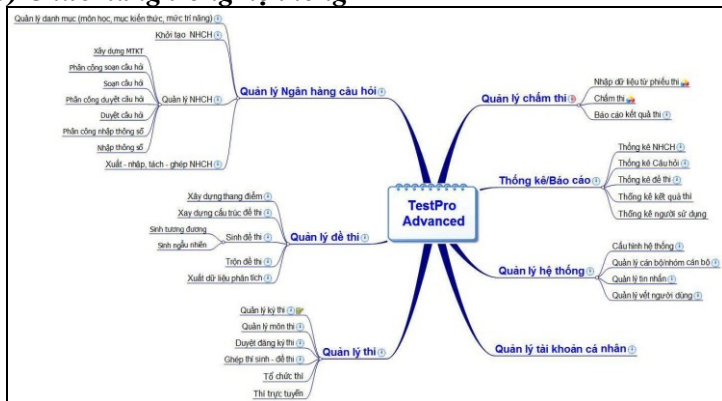 Quản lý danh mục (môn học, mục kiến thức, mức trí năng)
Khởi tạo NHCH
Xây dựng MTKT
Phân công soạn câu hỏi
Soạn câu hỏi
Phân công duyệt câu hỏi
Duyệt câu hỏi
Phân công nhập thông số
Nhập thông số
Quản lý NHCH
Xuất - nhập, tách - ghép NHCH
Quản lý Ngân hàng câu hỏi
Xây dựng thang điểm
Xay dựng cấu trúc đề thi
Sinh tương đương
Sinh ngẫu nhiên
Sinh đề thi
Trộn đề thi
Xuất dữ liệu phân tích
Quản lý đề thi
Quản lý kỳ thi
Quản lý môn thi
Duyệt đăng ký thi
Ghép thí sinh - đề thi
Tổ chức thi
Thi trực tuyến
Quản lý thi
TestPro
Advanced
Quản lý chấm thi
Nhập dữ liệu từ phiếu thi
Chấm thi
Báo cáo kết quả thi
Thống kê/Báo cáo
Thống kê NHCH
Thống kê Câu hỏi
Thống kê đề thi
Thống kê kết quả thi
Thống kê người sử dụng
Quản lý hệ thống
Cấu hình hệ thống
Quản lý cán bộ/nhóm cán bộ
Quản lý tin nhắn
Quản lý vết người dùng
Quản lý tài khoản cá nhân